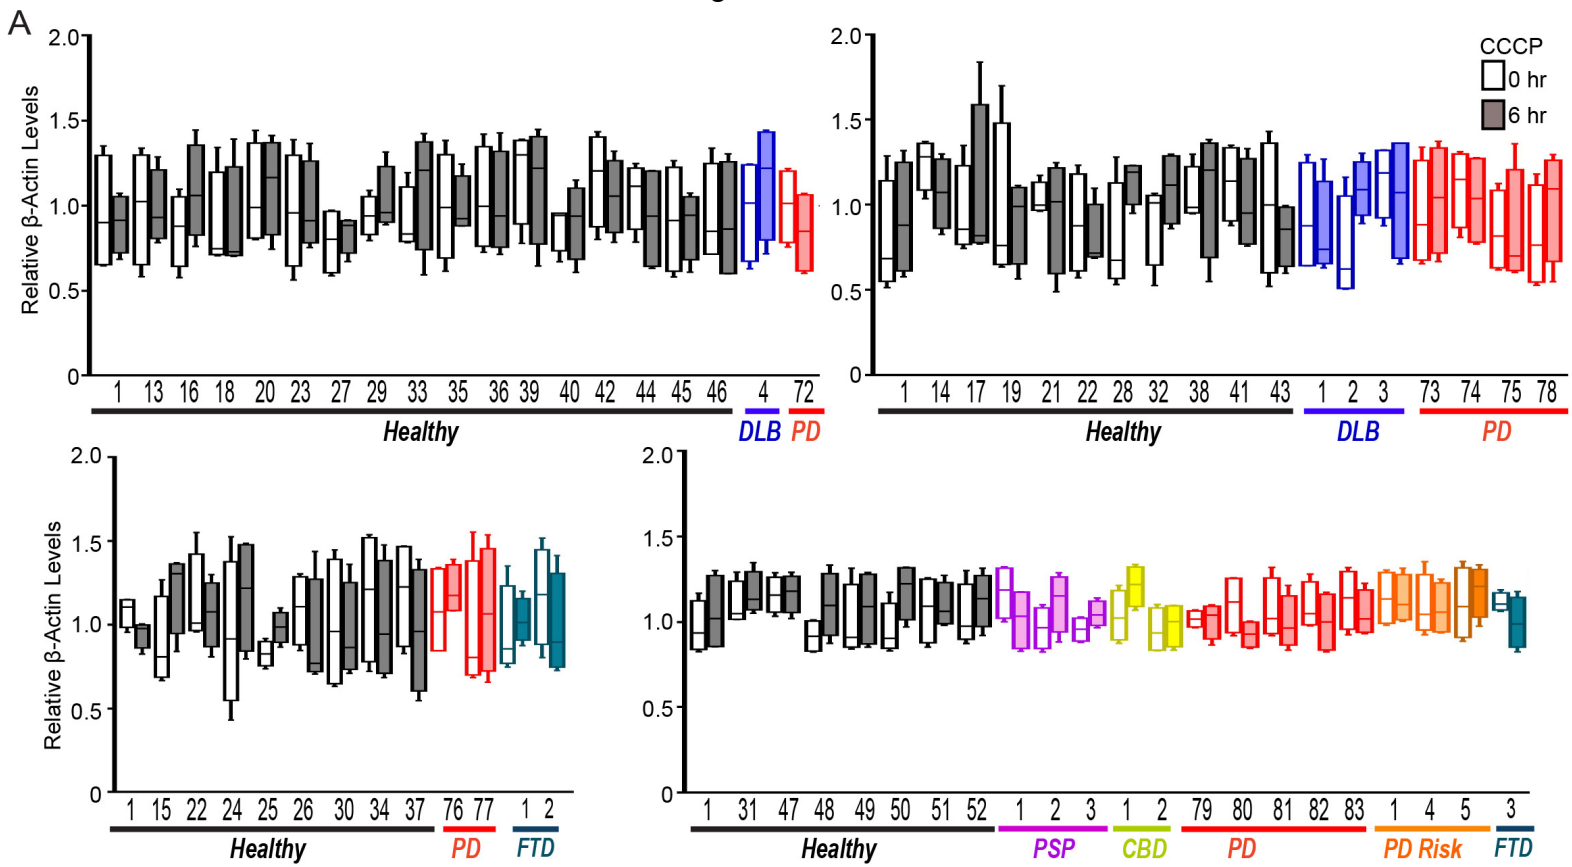 A
2.0
1.5
1.0
0.5
0
Relative β-Actin Levels
1 13 16 18 20 23 27 29 33 35 36 39 40 42 44 45 46 4 72
Healthy DLB PD
2.0
1.5
1.0
0.5
0
CCCP
0 hr
6 hr
1 14 17 19 21 22 28 32 38 41 43 1 2 3 73 74 75 78
Healthy DLB PD
2.0
1.5
1.0
0.5
0
Relative β-Actin Levels
1 15 22 24 25 26 30 34 37 76 77 1 2
Healthy PD FTD
2.0
1.5
1.0
0.5
0
1 31 47 48 49 50 51 52 1 2 3 1 2 79 80 81 82 83 1 4 5 3
Healthy PSP CBD PD PD Risk FTD